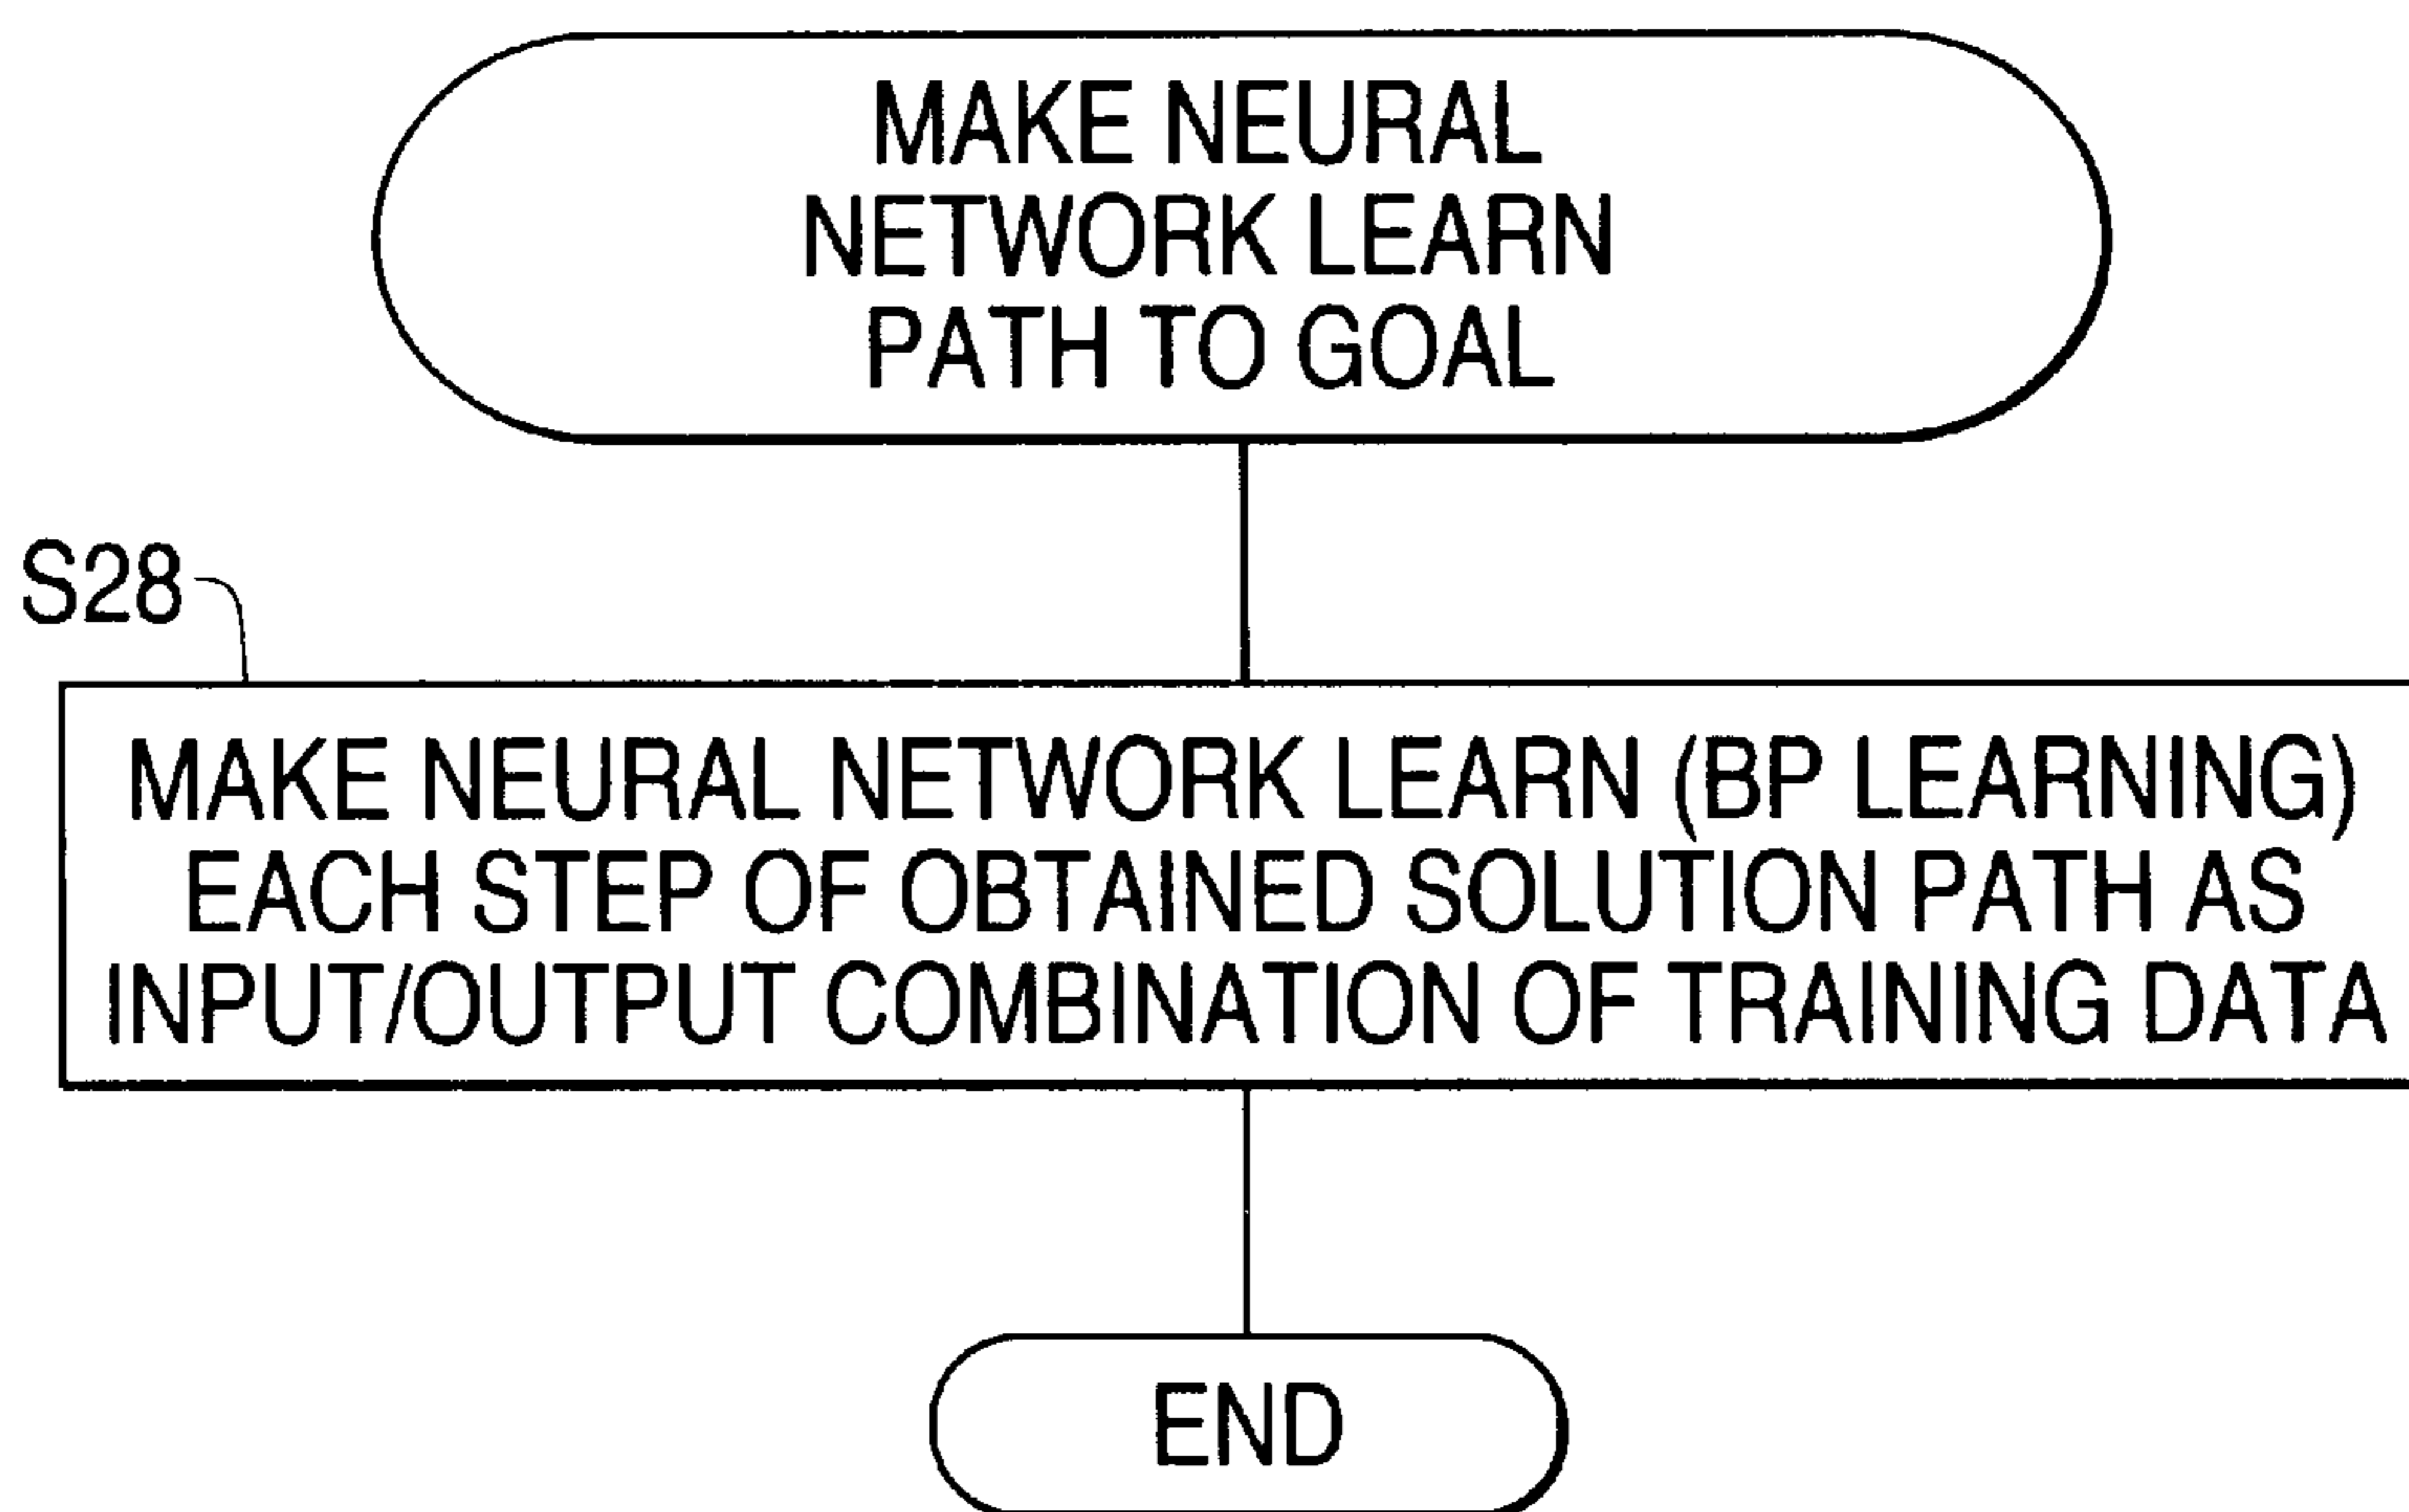 MAKE NEURAL
NETWORK LEARN
PATH TO GOAL
S28
MAKE NEURAL NETWORK LEARN (BP LEARNING)
EACH STEP OF OBTAINED SOLUTION PATH AS
INPUT/OUTPUT COMBINATION OF TRAINING DATA
END